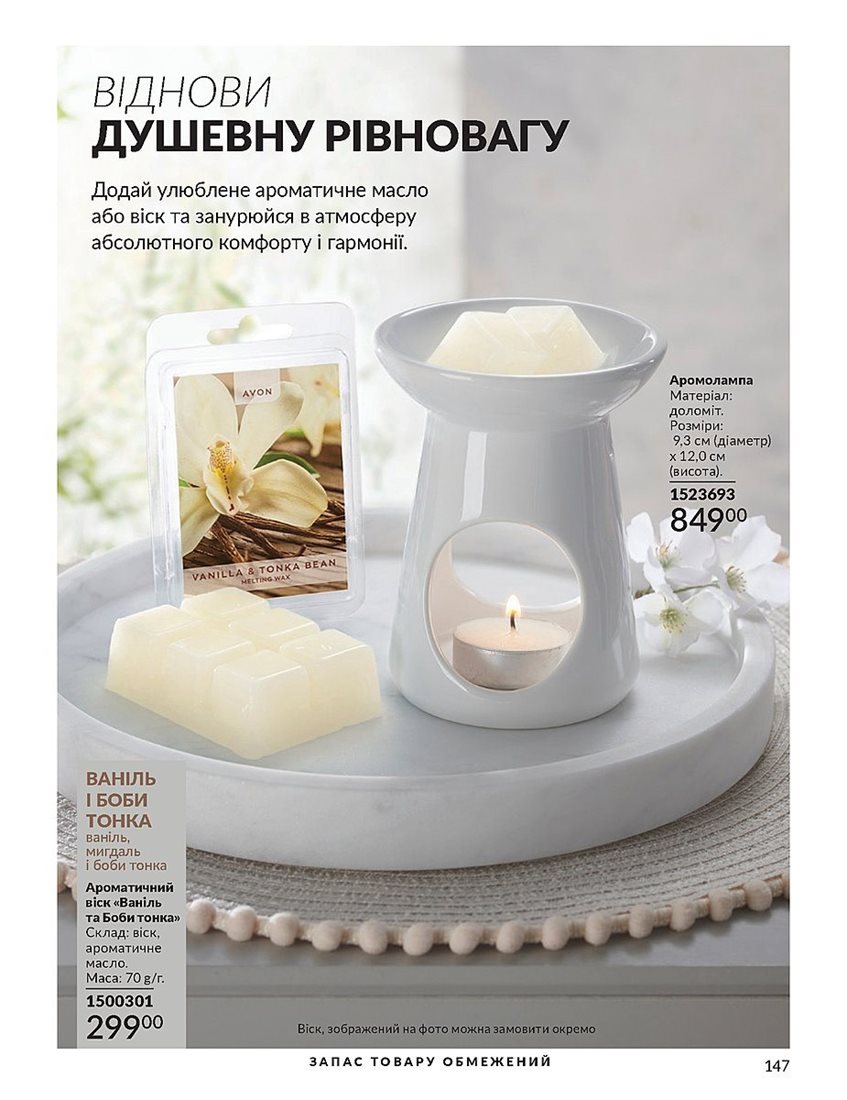 ВІДНОВИ
ДУШЕВНУ РІВНОВАГУ
Додай улюблене ароматичне масло
або віск та занурюйся в атмосферу
абсолютного комфорту і гармонії.
AVON
VANILLA & TONKA BEAN
MELTING WAX
Аромолампа
Матеріал:
доломіт.
Розміри:
9,3 см (діаметр)
х 12,0 см
(висота).
1523693
84900
ВАНІЛЬ
І БОБИ
ТОНКА
ваніль,
мигдаль
і боби тонка
Ароматичний
віск «Ваніль
та Боби тонка»
Склад: віск,
ароматичне
масло.
Маса: 70 g/г.
1500301
29900
Віск, зображений на фото можна замовити окремо
ЗАПАС ТОВАРУ ОБМЕЖЕНИЙ
147